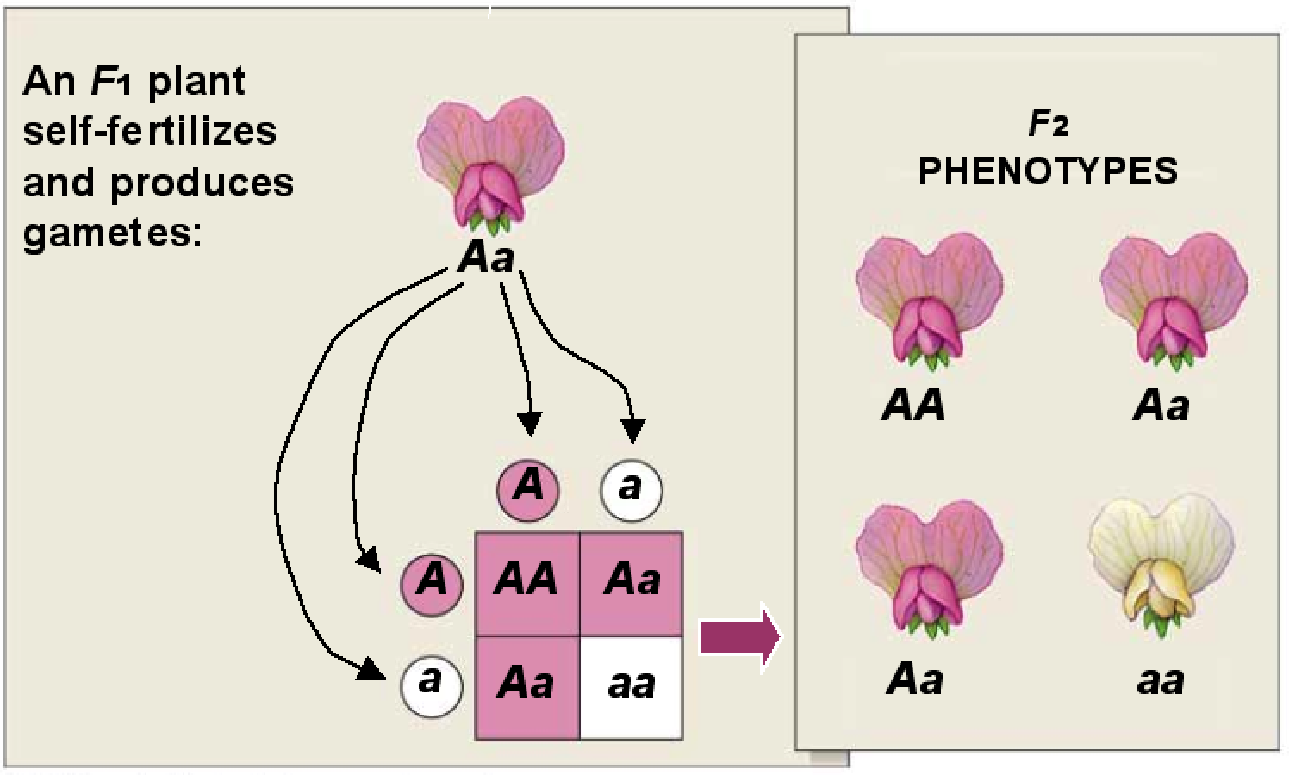 An F1 plant
self-fertilizes
and produces
gametes:
Aa
A a
A AA Aa
a Aa aa
F2
PHENOTYPES
AA Aa
Aa aa